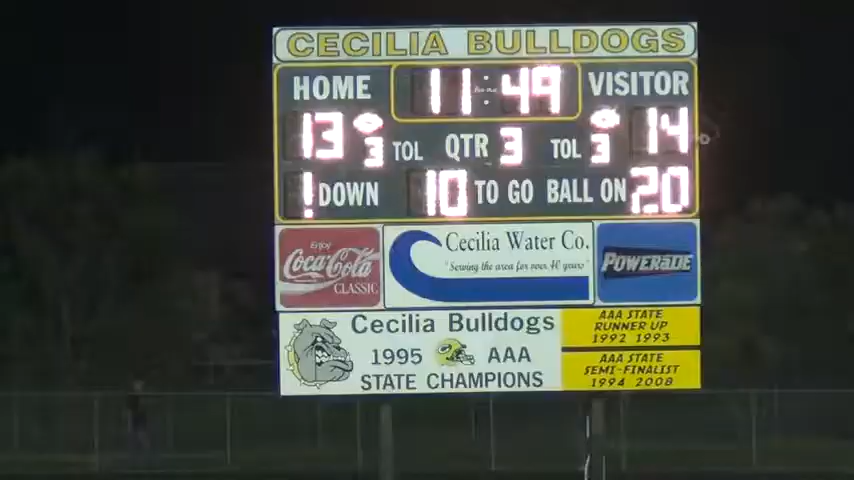 CECILIA BULLDOGS
HOME 11:49 VISITOR
13 3 TOL QTR 3 TOL 3 14
! DOWN 10 TO GO BALL ON 20
Enjoy
Coca-Cola
CLASSIC
Cecilia Water Co.
"Serving the area for over 40 years"
POWERADE
Cecilia Bulldogs
1995 AAA
STATE CHAMPIONS
AAA STATE
RUNNER UP
1992 1993
AAA STATE
SEMI-FINALIST
1994 2008